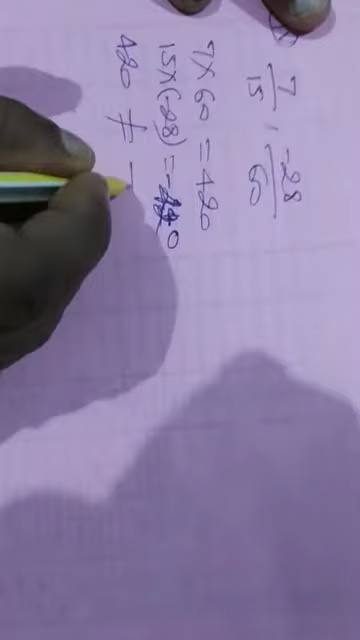 7/15 , -28/60
7 × 60 = 420
15 × (-28) = -420
420 ≠ -